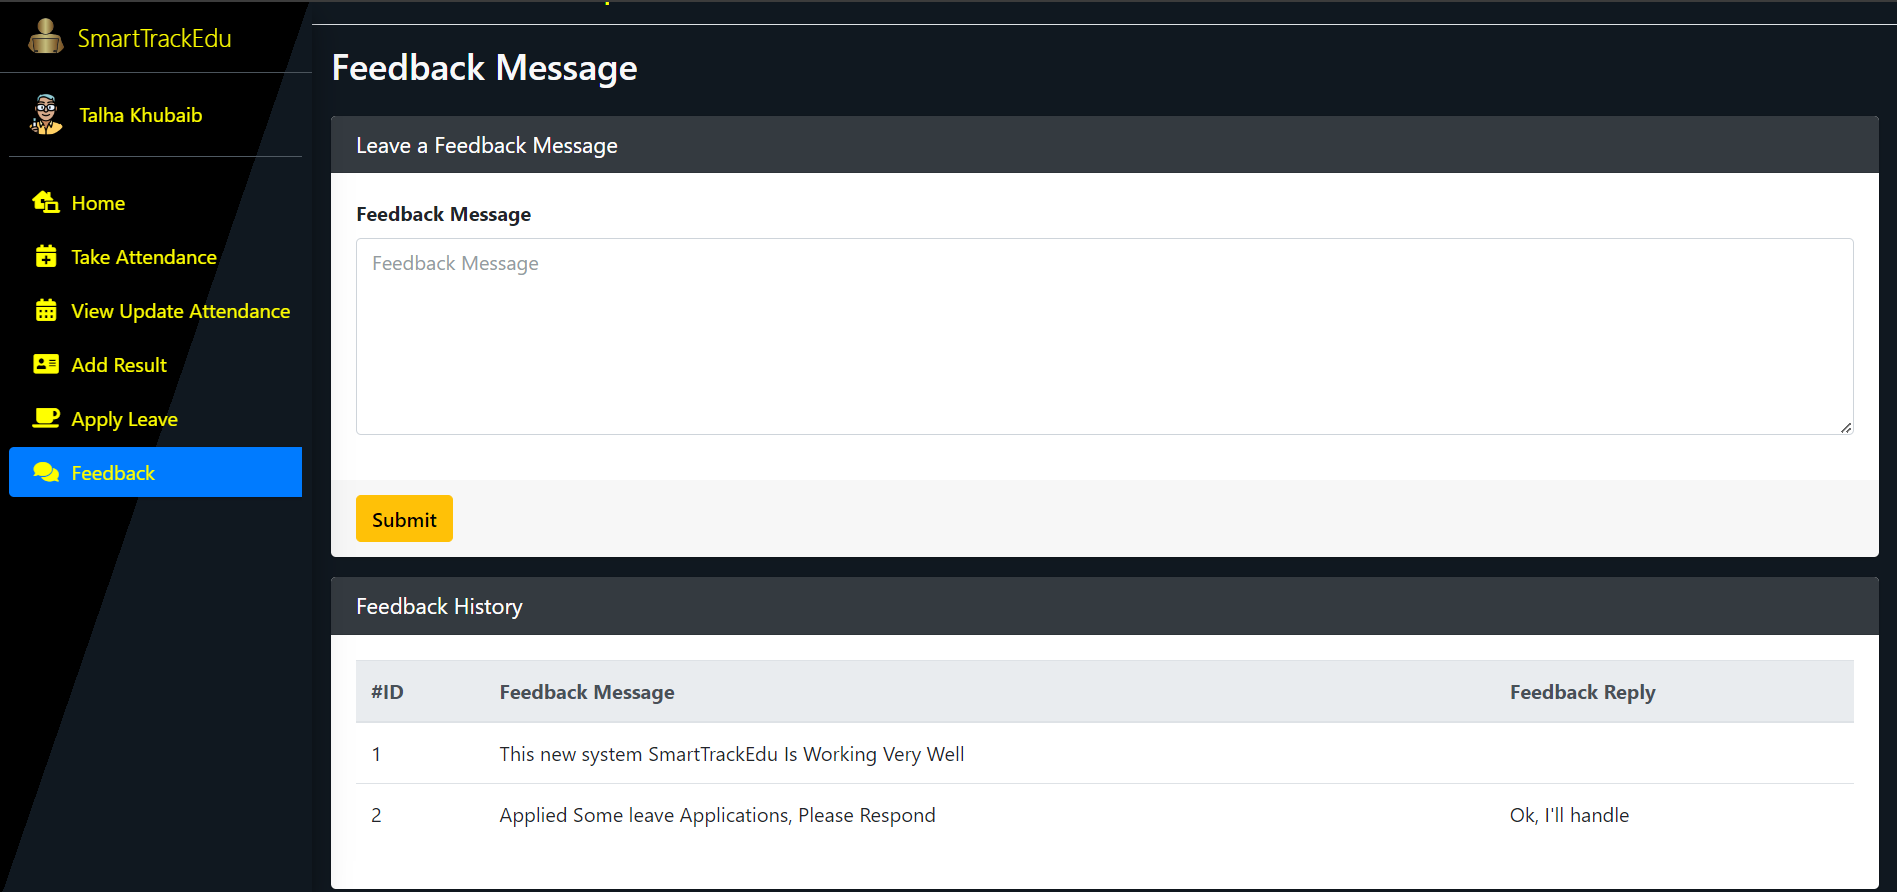 SmartTrackEdu
Talha Khubaib
Home
Take Attendance
View Update Attendance
Add Result
Apply Leave
Feedback
Feedback Message
Leave a Feedback Message
Feedback Message
Feedback Message
Submit
Feedback History
#ID Feedback Message Feedback Reply
1 This new system SmartTrackEdu Is Working Very Well
2 Applied Some leave Applications, Please Respond Ok, I'll handle